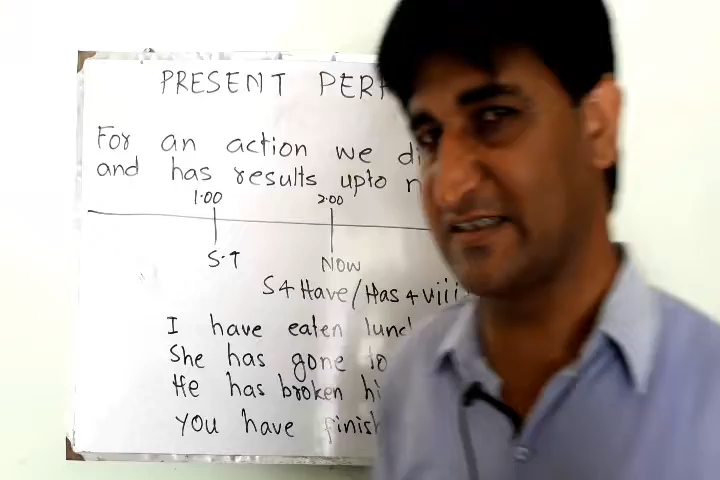 PRESENT PERF
For an action we di
and has results upto n
1.00 2.00
S.T Now
S+Have/Has+viii
I have eaten lunc
She has gone to
He has broken hi
You have finish